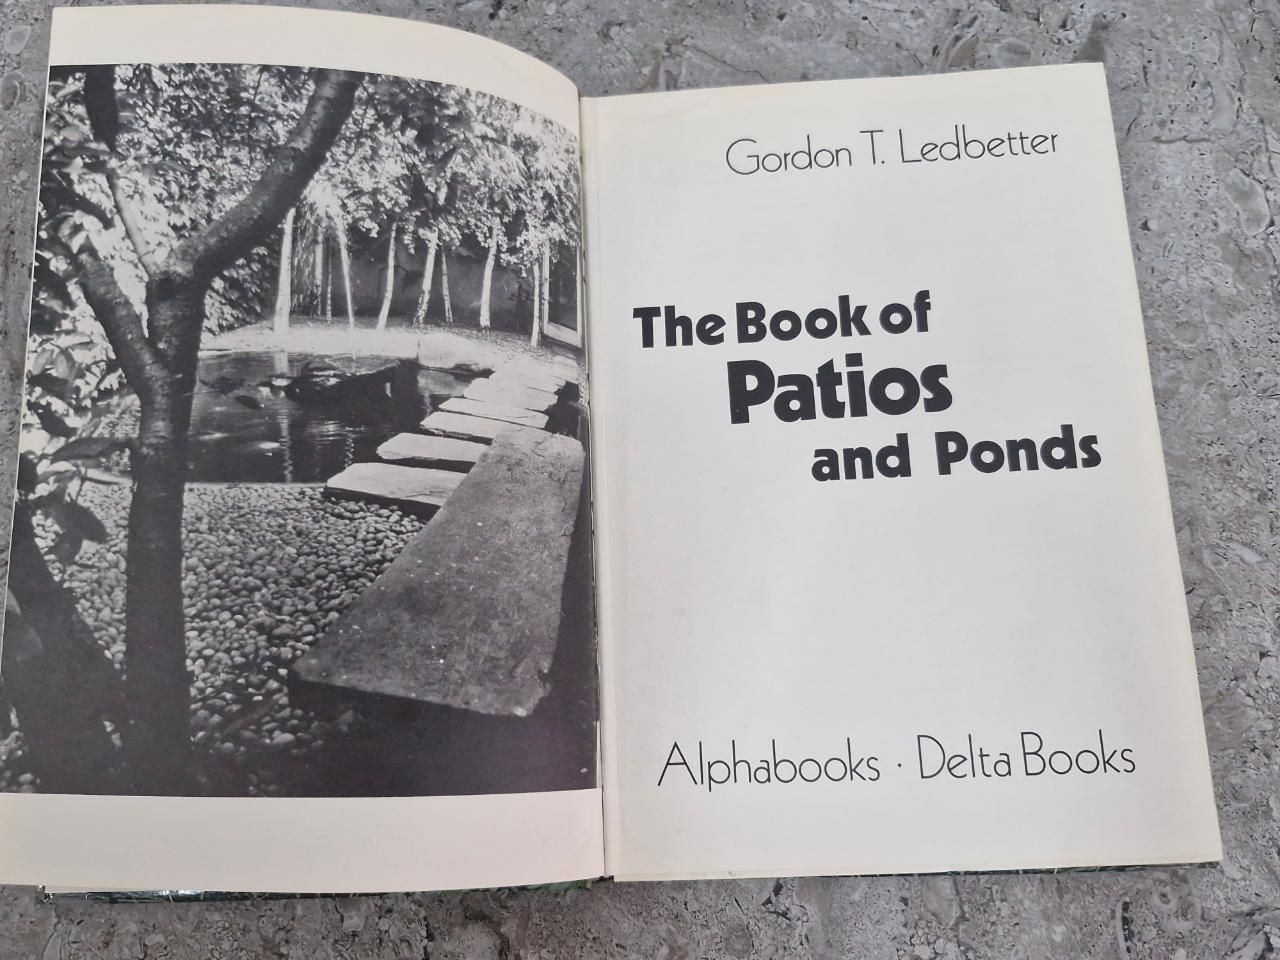 Gordon T. Ledbetter
The Book of
Patios
and Ponds
Alphabooks · Delta Books